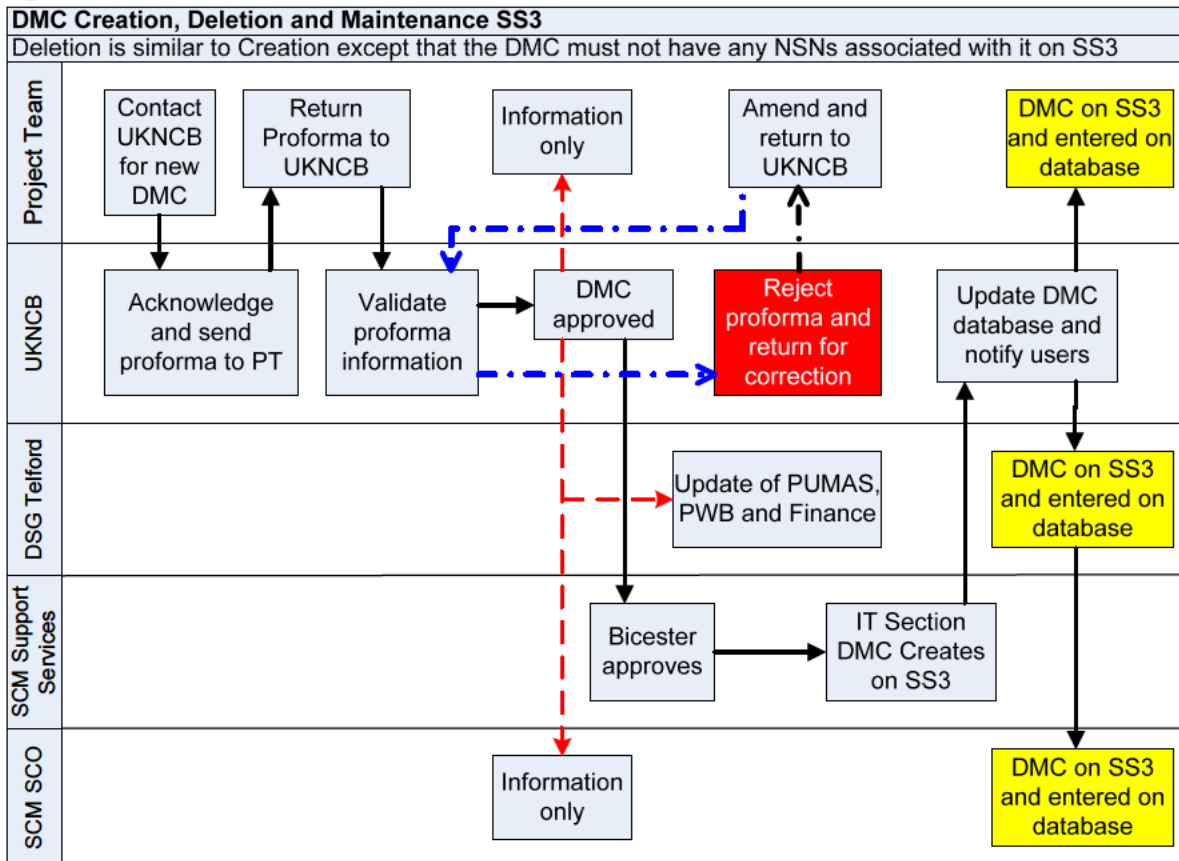 DMC Creation, Deletion and Maintenance SS3
Deletion is similar to Creation except that the DMC must not have any NSNs associated with it on SS3
Project Team
Contact
UKNCB
for new
DMC
Return
Proforma to
UKNCB
Information
only
Amend and
return to
UKNCB
DMC on SS3
and entered on
database
UKNCB
Acknowledge
and send
proforma to PT
Validate
proforma
information
DMC
approved
Reject
proforma and
return for
correction
Update DMC
database and
notify users
DSG Telford
Update of PUMAS,
PWB and Finance
DMC on SS3
and entered on
database
SCM Support
Services
Bicester
approves
IT Section
DMC Creates
on SS3
SCM SCO
Information
only
DMC on SS3
and entered on
database